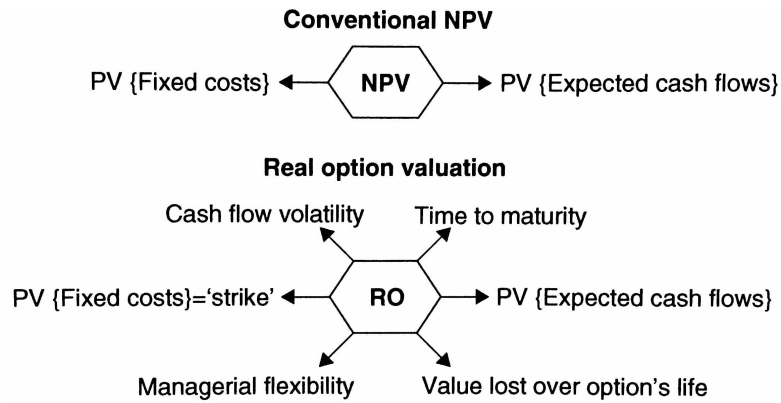 Conventional NPV
PV {Fixed costs} NPV PV {Expected cash flows}
Real option valuation
Cash flow volatility Time to maturity
PV {Fixed costs}=‘strike’ RO PV {Expected cash flows}
Managerial flexibility Value lost over option’s life